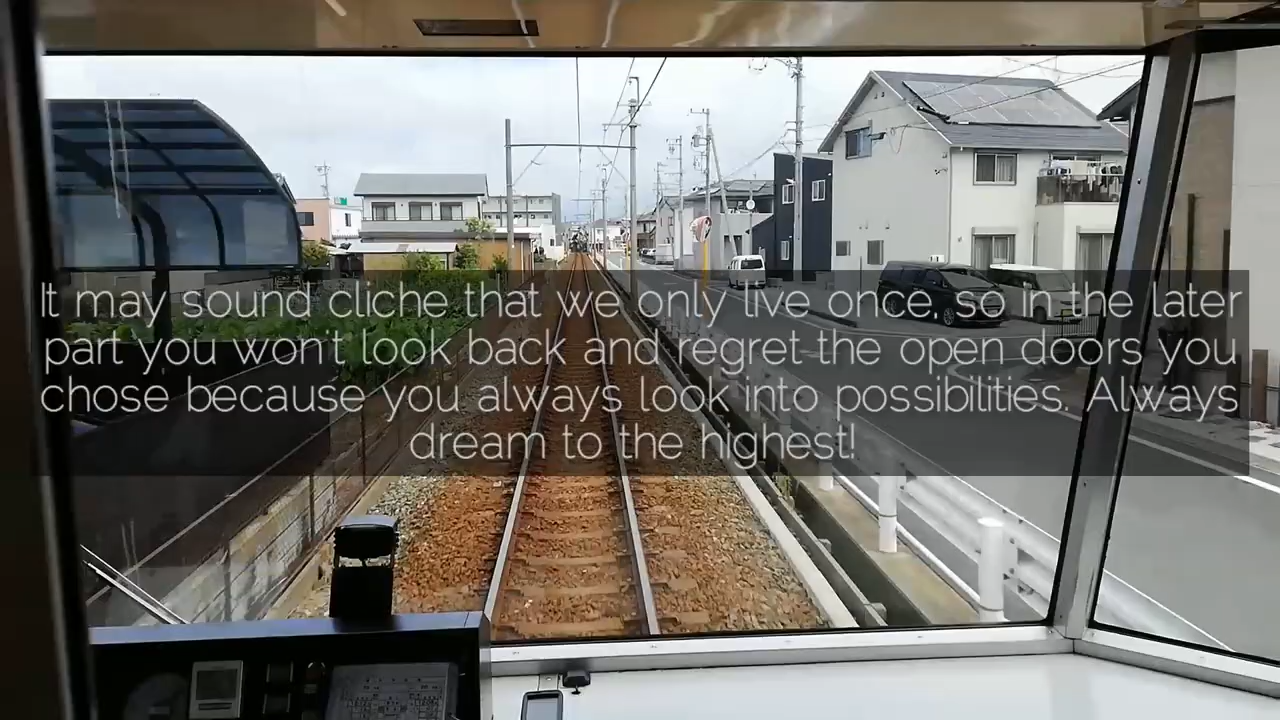 It may sound cliche that we only live once, so in the later
part you won't look back and regret the open doors you
chose because you always look into possibilities. Always
dream to the highest!